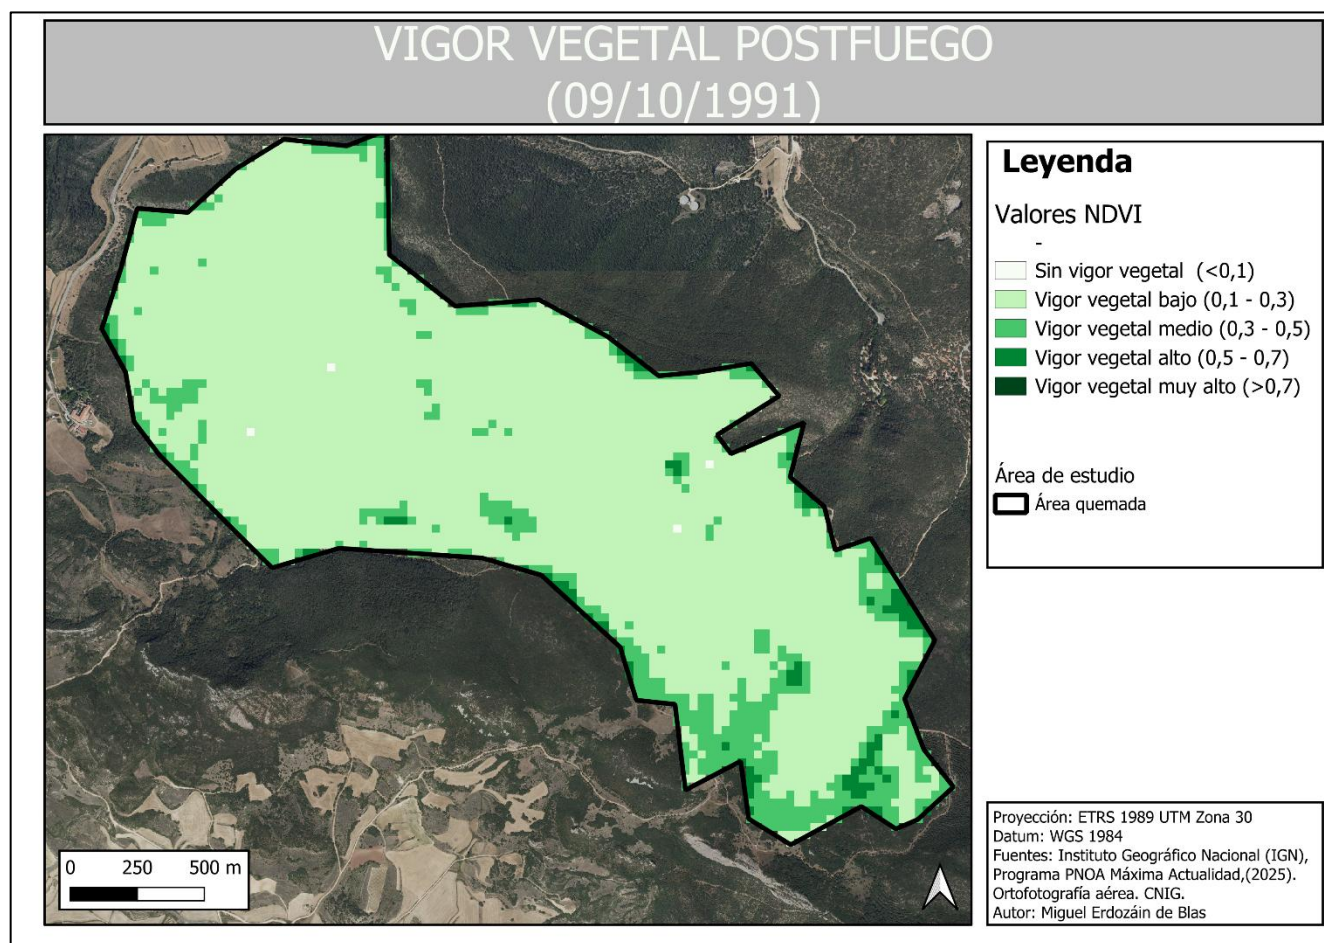 VIGOR VEGETAL POSTFUEGO
(09/10/1991)
Leyenda
Valores NDVI
-
Sin vigor vegetal (<0,1)
Vigor vegetal bajo (0,1 - 0,3)
Vigor vegetal medio (0,3 - 0,5)
Vigor vegetal alto (0,5 - 0,7)
Vigor vegetal muy alto (>0,7)
Área de estudio
Área quemada
0 250 500 m
Proyección: ETRS 1989 UTM Zona 30
Datum: WGS 1984
Fuentes: Instituto Geográfico Nacional (IGN),
Programa PNOA Máxima Actualidad,(2025).
Ortofotografía aérea. CNIG.
Autor: Miguel Erdozáin de Blas